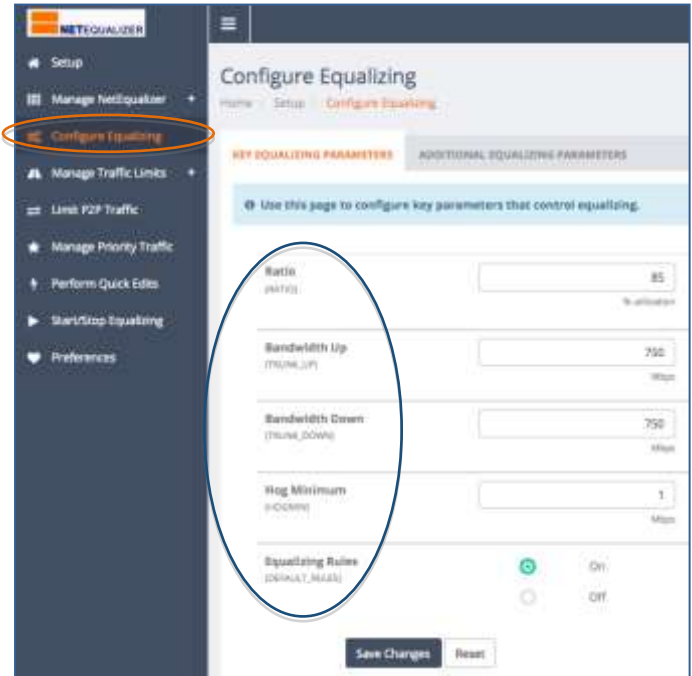 NETEQUALIZER
Setup
Manage NetEqualizer +
Configure Equalizing
Manage Traffic Limits +
Limit P2P Traffic
Manage Priority Traffic
Perform Quick Edits
Start/Stop Equalizing
Preferences
Configure Equalizing
Home Setup Configure Equalizing
KEY EQUALIZING PARAMETERS ADDITIONAL EQUALIZING PARAMETERS
Use this page to configure key parameters that control equalizing.
Ratio 85
(RATIO) % utilization
Bandwidth Up 750
(TRUNK_UP) Mbps
Bandwidth Down 750
(TRUNK_DOWN) Mbps
Hog Minimum 1
(HOGMIN) Mbps
Equalizing Rules On
(DEFAULT_RULES) Off
Save Changes Reset